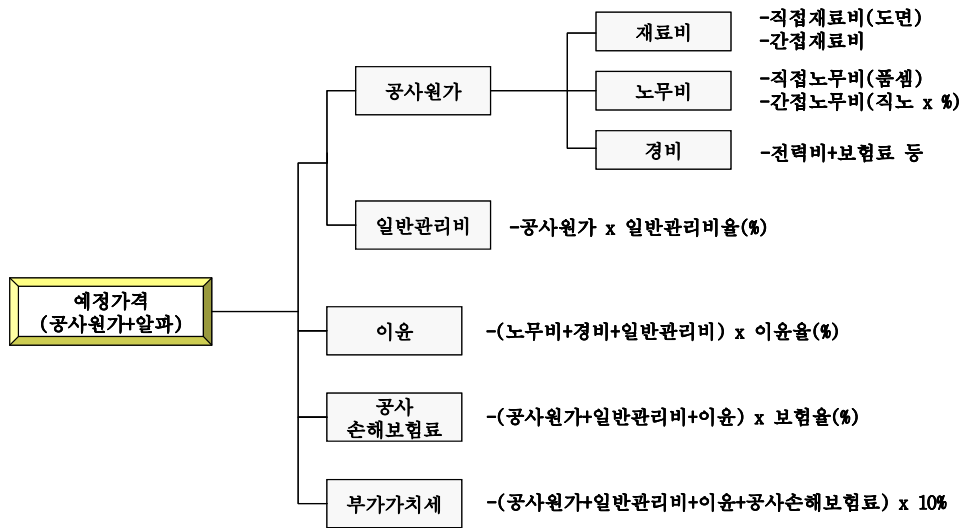 재료비
-직접재료비(도면)
-간접재료비
공사원가
노무비
-직접노무비(품셈)
-간접노무비(직노 x %)
경비
-전력비+보험료 등
일반관리비
-공사원가 x 일반관리비율(%)
예정가격
(공사원가+알파)
이윤
-(노무비+경비+일반관리비) x 이윤율(%)
공사
손해보험료
-(공사원가+일반관리비+이윤) x 보험율(%)
부가가치세
-(공사원가+일반관리비+이윤+공사손해보험료) x 10%